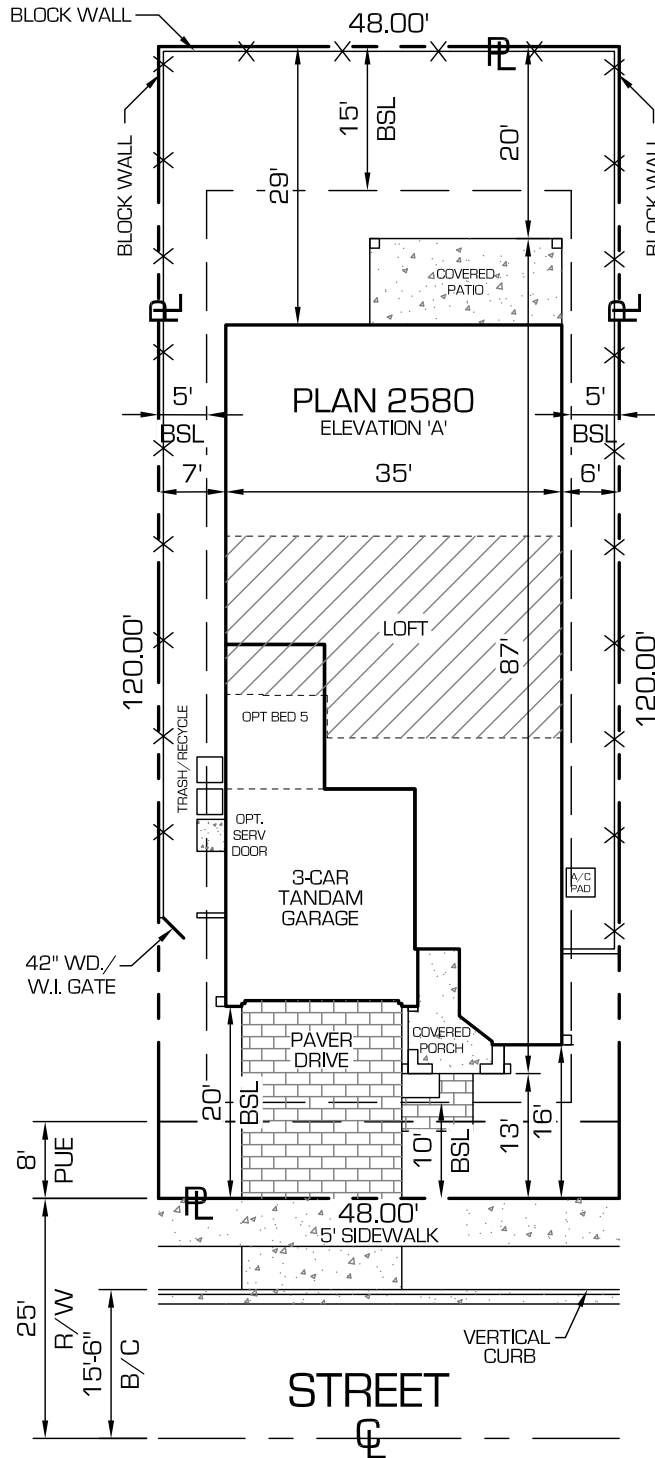 BLOCK WALL
48.00'
PL
BLOCK WALL
BLOCK WALL
15'
BSL
20'
29'
COVERED
PATIO
PL
PL
PLAN 2580
ELEVATION 'A'
5'
BSL
5'
BSL
7'
35'
6'
LOFT
87'
120.00'
120.00'
OPT BED 5
TRASH/RECYCLE
OPT.
SERV
DOOR
3-CAR
TANDAM
GARAGE
A/C
PAD
42" WD./
W.I. GATE
PAVER
DRIVE
COVERED
PORCH
20'
BSL
10'
BSL
13'
16'
8'
PUE
PL
48.00'
5' SIDEWALK
25'
R/W
15'-6"
B/C
VERTICAL
CURB
STREET
CL